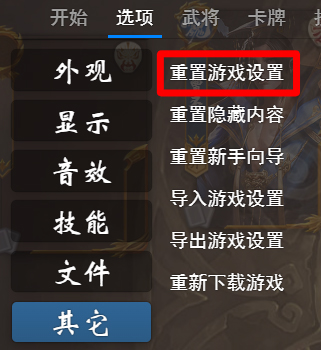 开始 选项 武将 卡牌
外观
显示
音效
技能
文件
其它
重置游戏设置
重置隐藏内容
重置新手向导
导入游戏设置
导出游戏设置
重新下载游戏